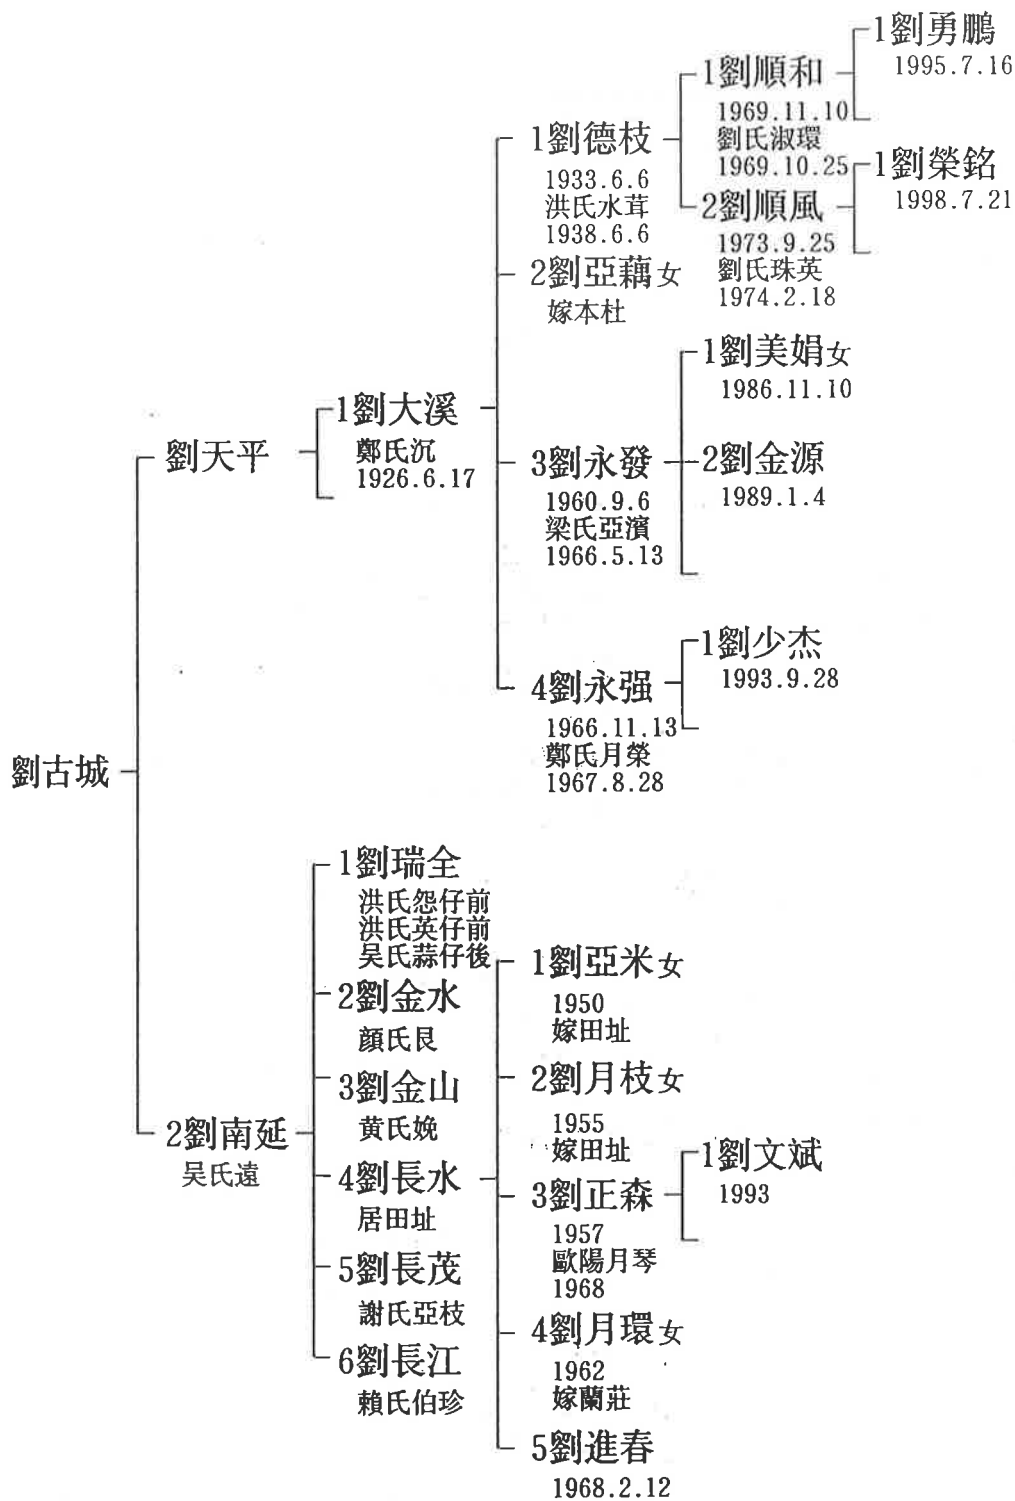 劉古城
劉天平
1劉大溪
鄭氏沉
1926.6.17
1劉德枝
1933.6.6
洪氏水茸
1938.6.6
1劉順和
1969.11.10
劉氏淑環
1969.10.25
1劉勇鵬
1995.7.16
2劉順風
1973.9.25
劉氏珠英
1974.2.18
1劉榮銘
1998.7.21
2劉亞藕女
嫁本杜
3劉永發
1960.9.6
梁氏亞濱
1966.5.13
1劉美娟女
1986.11.10
2劉金源
1989.1.4
4劉永强
1966.11.13
鄭氏月榮
1967.8.28
1劉少杰
1993.9.28
2劉南延
吴氏遠
1劉瑞全
洪氏怨仔前
洪氏英仔前
吴氏蒜仔後
2劉金水
顔氏艮
3劉金山
黄氏娩
4劉長水
居田址
1劉亞米女
1950
嫁田址
2劉月枝女
1955
嫁田址
3劉正森
1957
歐陽月琴
1968
1劉文斌
1993
4劉月環女
1962
嫁蘭莊
5劉進春
1968.2.12
5劉長茂
謝氏亞枝
6劉長江
賴氏伯珍